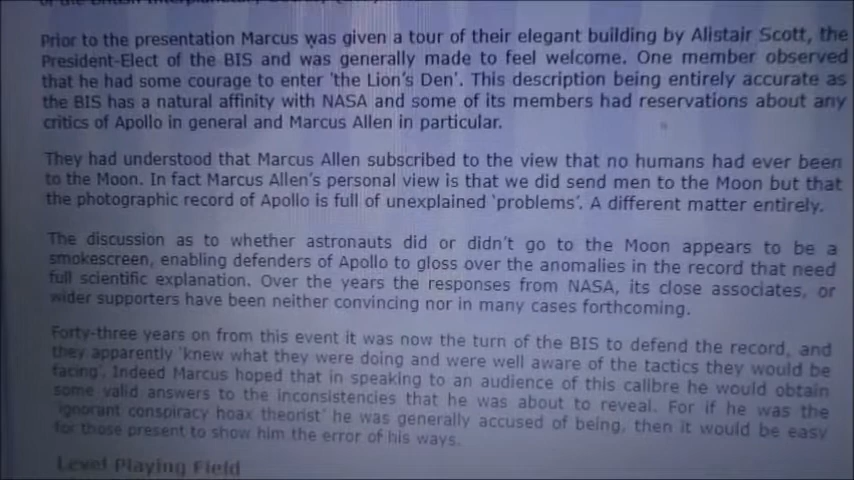 of the British Interplanetary Society
Prior to the presentation Marcus was given a tour of their elegant building by Alistair Scott, the
President-Elect of the BIS and was generally made to feel welcome. One member observed
that he had some courage to enter 'the Lion's Den'. This description being entirely accurate as
the BIS has a natural affinity with NASA and some of its members had reservations about any
critics of Apollo in general and Marcus Allen in particular.
They had understood that Marcus Allen subscribed to the view that no humans had ever been
to the Moon. In fact Marcus Allen's personal view is that we did send men to the Moon but that
the photographic record of Apollo is full of unexplained 'problems'. A different matter entirely.
The discussion as to whether astronauts did or didn't go to the Moon appears to be a
smokescreen, enabling defenders of Apollo to gloss over the anomalies in the record that need
full scientific explanation. Over the years the responses from NASA, its close associates, or
wider supporters have been neither convincing nor in many cases forthcoming.
Forty-three years on from this event it was now the turn of the BIS to defend the record, and
they apparently 'knew what they were doing and were well aware of the tactics they would be
facing'. Indeed Marcus hoped that in speaking to an audience of this calibre he would obtain
some valid answers to the inconsistencies that he was about to reveal. For if he was the
'ignorant conspiracy hoax theorist' he was generally accused of being, then it would be easy
for those present to show him the error of his ways.
Level Playing Field